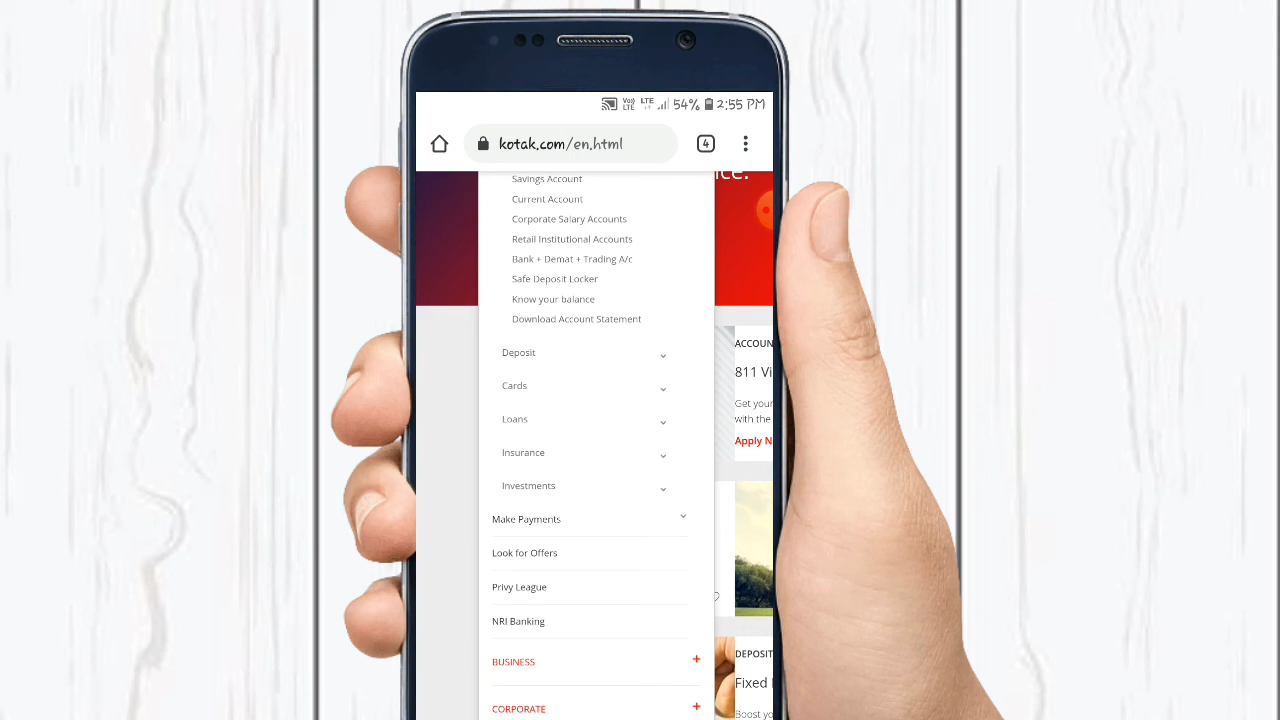 VoLTE LTE 54% 2:55 PM
kotak.com/en.html
4
Savings Account
Current Account
Corporate Salary Accounts
Retail Institutional Accounts
Bank + Demat + Trading A/c
Safe Deposit Locker
Know your balance
Download Account Statement
Deposit
Cards
Loans
Insurance
Investments
Make Payments
Look for Offers
Privy League
NRI Banking
BUSINESS +
CORPORATE +
ACCOUN
811 Vi
Get your
with the
Apply N
DEPOSIT
Fixed
Boost yo